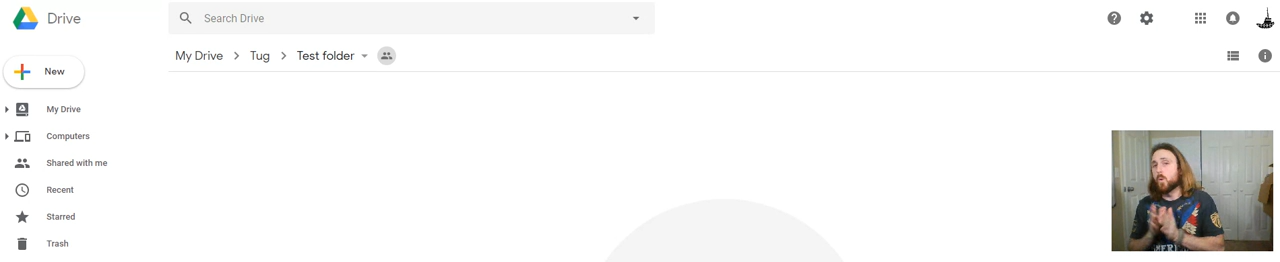 Drive
Search Drive
My Drive > Tug > Test folder
New
My Drive
Computers
Shared with me
Recent
Starred
Trash